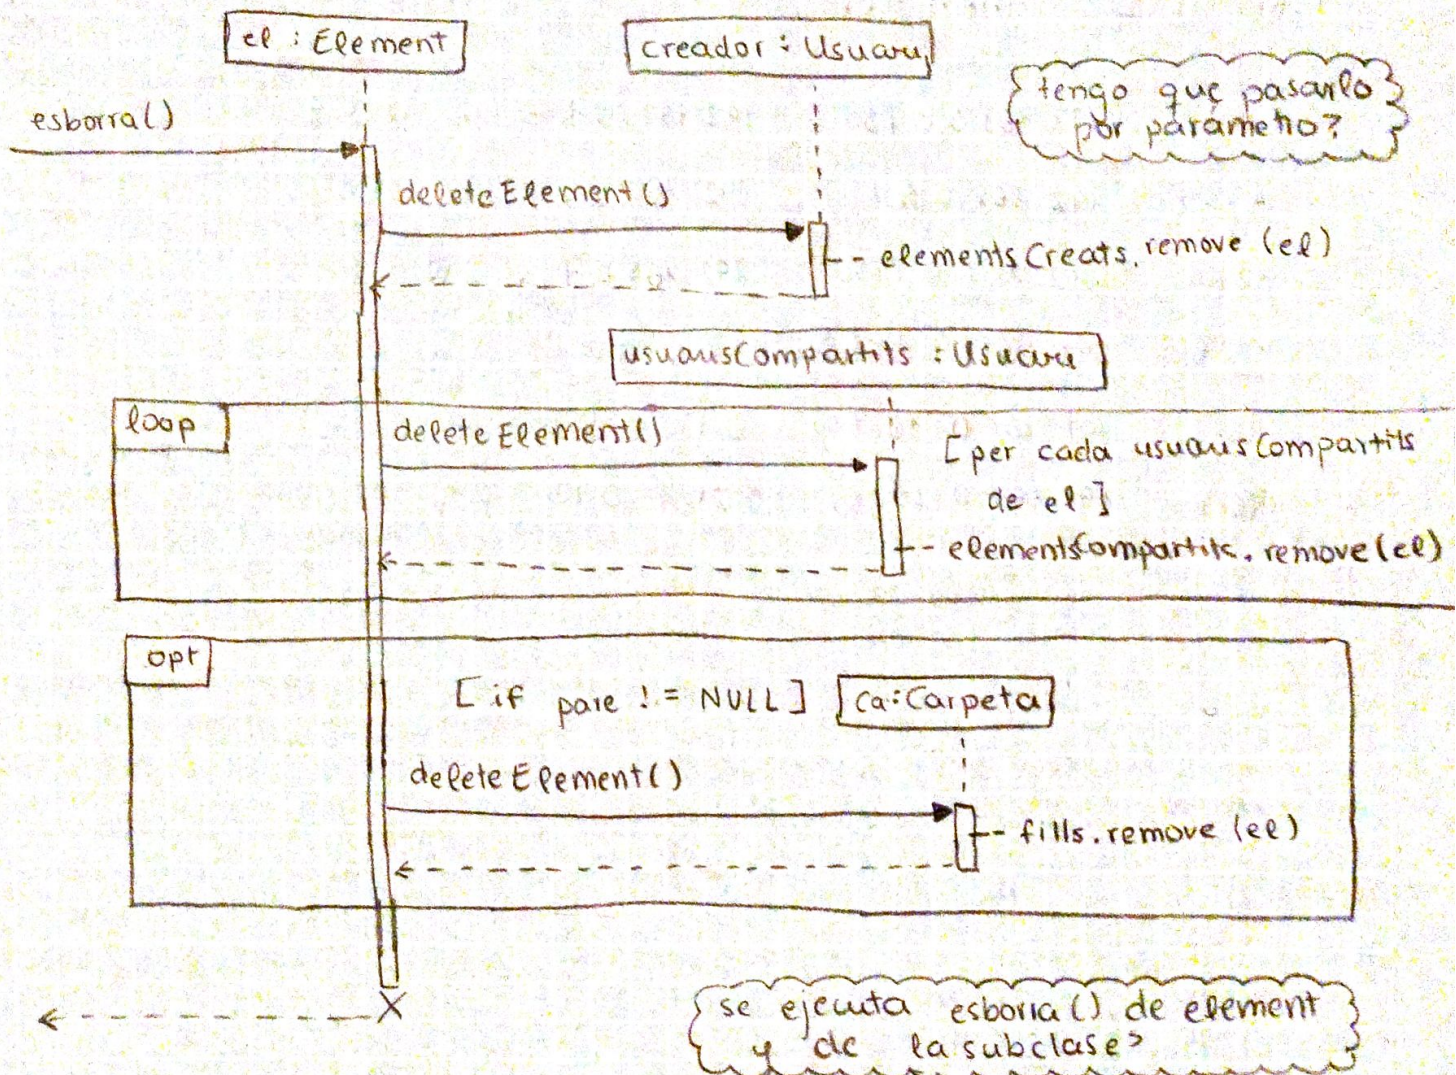 el : Element
creador : Usuari
tengo que pasarlo
por parámetro?
esborra()
deleteElement()
elementsCreats.remove (el)
usuarisCompartits : Usuari
loop
deleteElement()
[per cada usuarisCompartits
de el]
elementsCompartits.remove(el)
opt
[if pare != NULL]
ca:Carpeta
deleteElement()
fills.remove (el)
X
se ejecuta esborra() de element
y de la subclase?